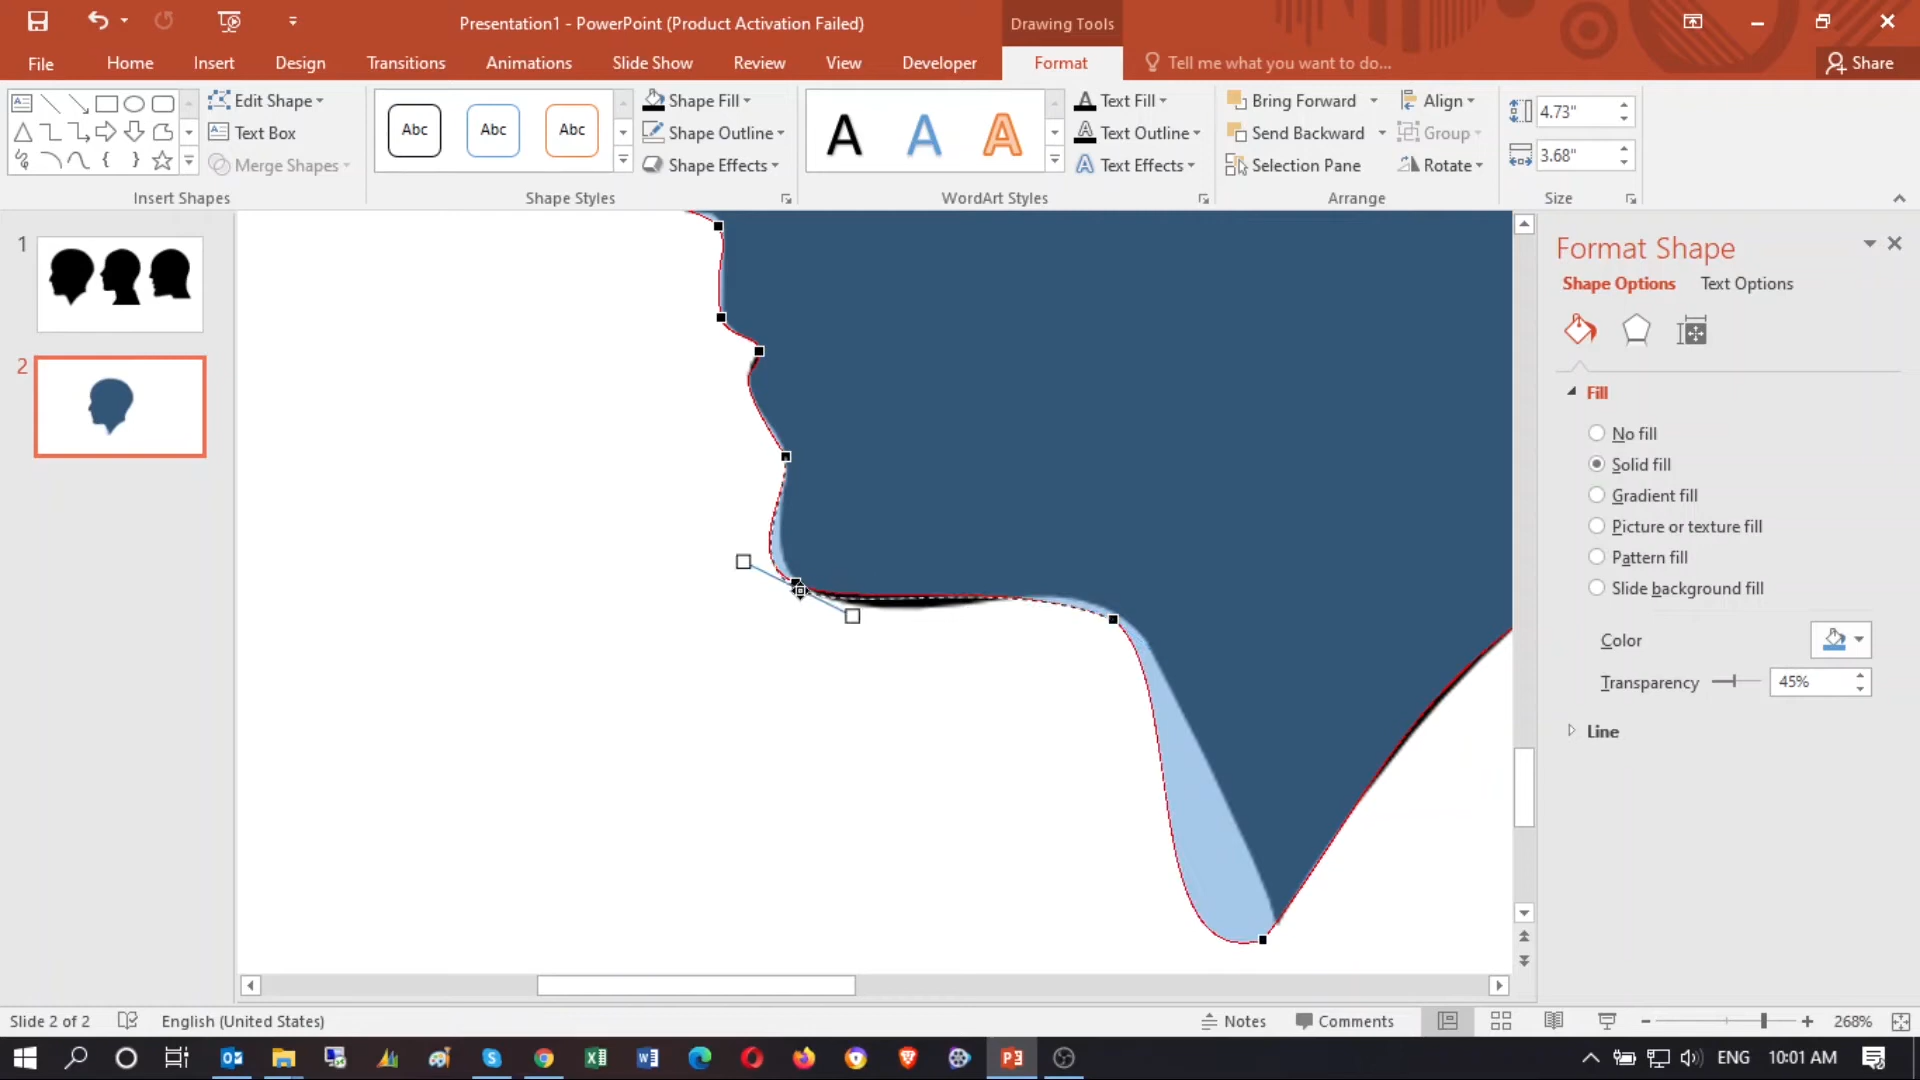 Presentation1 - PowerPoint (Product Activation Failed)
Drawing Tools
File
Home
Insert
Design
Transitions
Animations
Slide Show
Review
View
Developer
Format
Tell me what you want to do...
Share
Edit Shape
Text Box
Merge Shapes
Insert Shapes
Abc
Abc
Abc
Shape Fill
Shape Outline
Shape Effects
Shape Styles
A
A
A
Text Fill
Text Outline
Text Effects
WordArt Styles
Bring Forward
Send Backward
Selection Pane
Align
Group
Rotate
Arrange
4.73"
3.68"
Size
1
2
Format Shape
Shape Options
Text Options
Fill
No fill
Solid fill
Gradient fill
Picture or texture fill
Pattern fill
Slide background fill
Color
Transparency
45%
Line
Slide 2 of 2
English (United States)
Notes
Comments
268%
ENG
10:01 AM